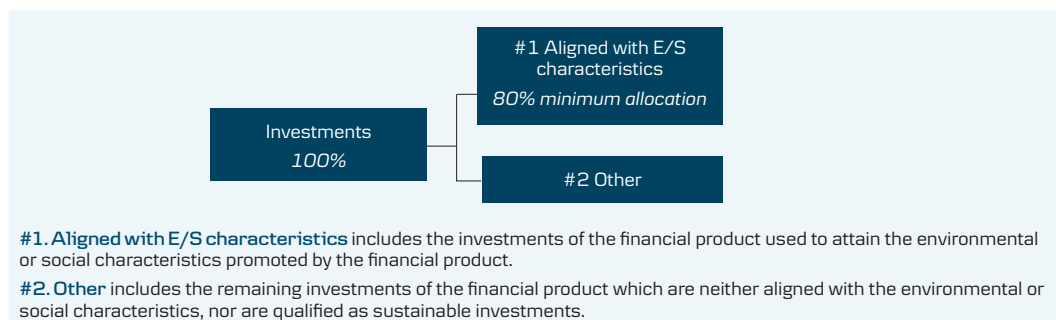 #1 Aligned with E/S
characteristics
80% minimum allocation
Investments
100%
#2 Other
#1. Aligned with E/S characteristics includes the investments of the financial product used to attain the environmental
or social characteristics promoted by the financial product.
#2. Other includes the remaining investments of the financial product which are neither aligned with the environmental or
social characteristics, nor are qualified as sustainable investments.